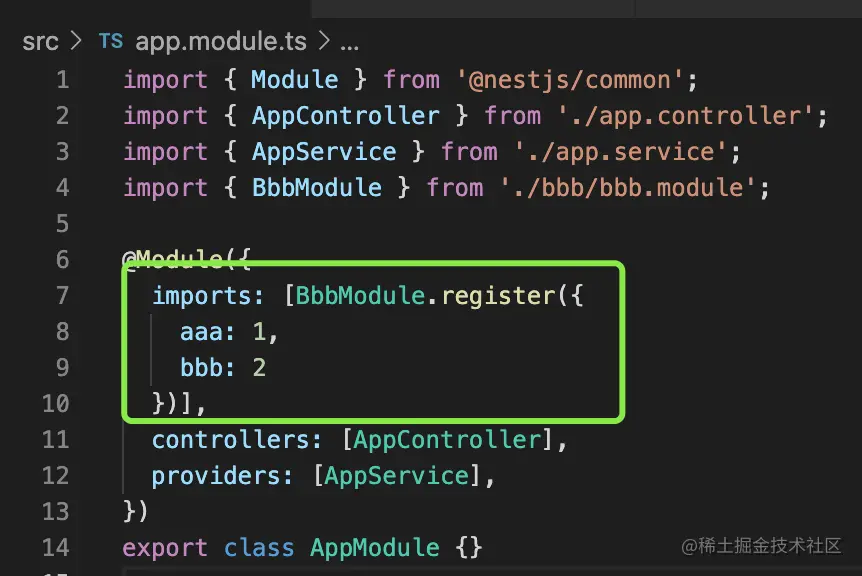 src > TS app.module.ts > ...
1 import { Module } from '@nestjs/common';
2 import { AppController } from './app.controller';
3 import { AppService } from './app.service';
4 import { BbbModule } from './bbb/bbb.module';
5
6 @Module({
7 imports: [BbbModule.register({
8 aaa: 1,
9 bbb: 2
10 })],
11 controllers: [AppController],
12 providers: [AppService],
13 })
14 export class AppModule {}
@稀土掘金技术社区